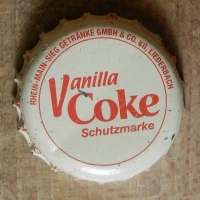 RHEIN-MAIN-SIEG GETRÄNKE GMBH & CO. KG, LIEDERBACH
Vanilla
Coke
Schutzmarke